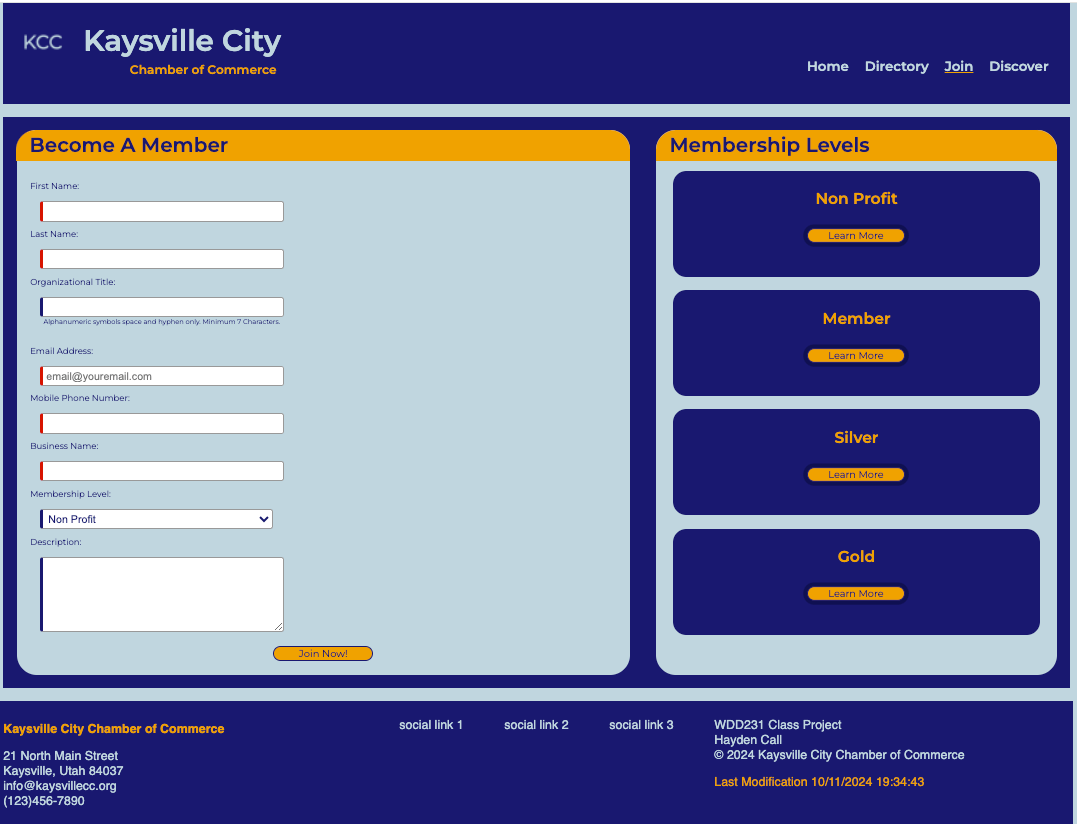 KCC
Kaysville City
Chamber of Commerce
Home Directory Join Discover
Become A Member
First Name:
Last Name:
Organizational Title:
Alphanumeric symbols space and hyphen only. Minimum 7 Characters.
Email Address:
email@youremail.com
Mobile Phone Number:
Business Name:
Membership Level:
Non Profit
Description:
Join Now!
Membership Levels
Non Profit
Learn More
Member
Learn More
Silver
Learn More
Gold
Learn More
Kaysville City Chamber of Commerce
21 North Main Street
Kaysville, Utah 84037
info@kaysvillecc.org
(123)456-7890
social link 1 social link 2 social link 3
WDD231 Class Project
Hayden Call
© 2024 Kaysville City Chamber of Commerce
Last Modification 10/11/2024 19:34:43